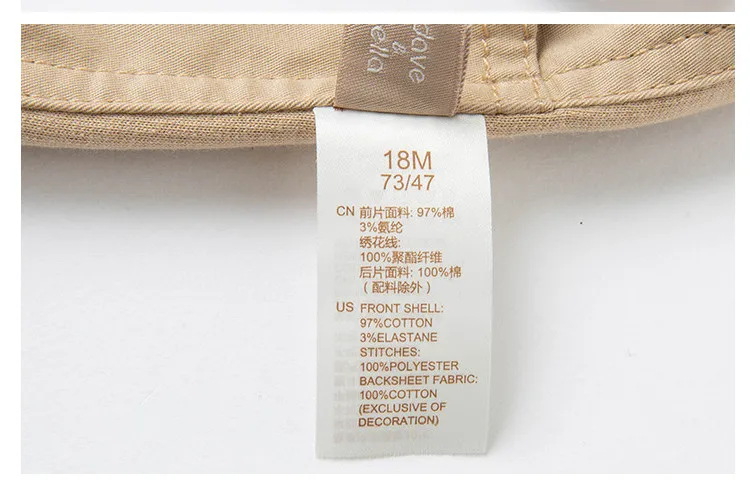 &
18M
73/47
CN 前片面料: 97%棉
3%氨纶
绣花线:
100%聚酯纤维
后片面料: 100%棉
（配料除外）
US FRONT SHELL:
97%COTTON
3%ELASTANE
STITCHES:
100%POLYESTER
BACKSHEET FABRIC:
100%COTTON
(EXCLUSIVE OF
DECORATION)